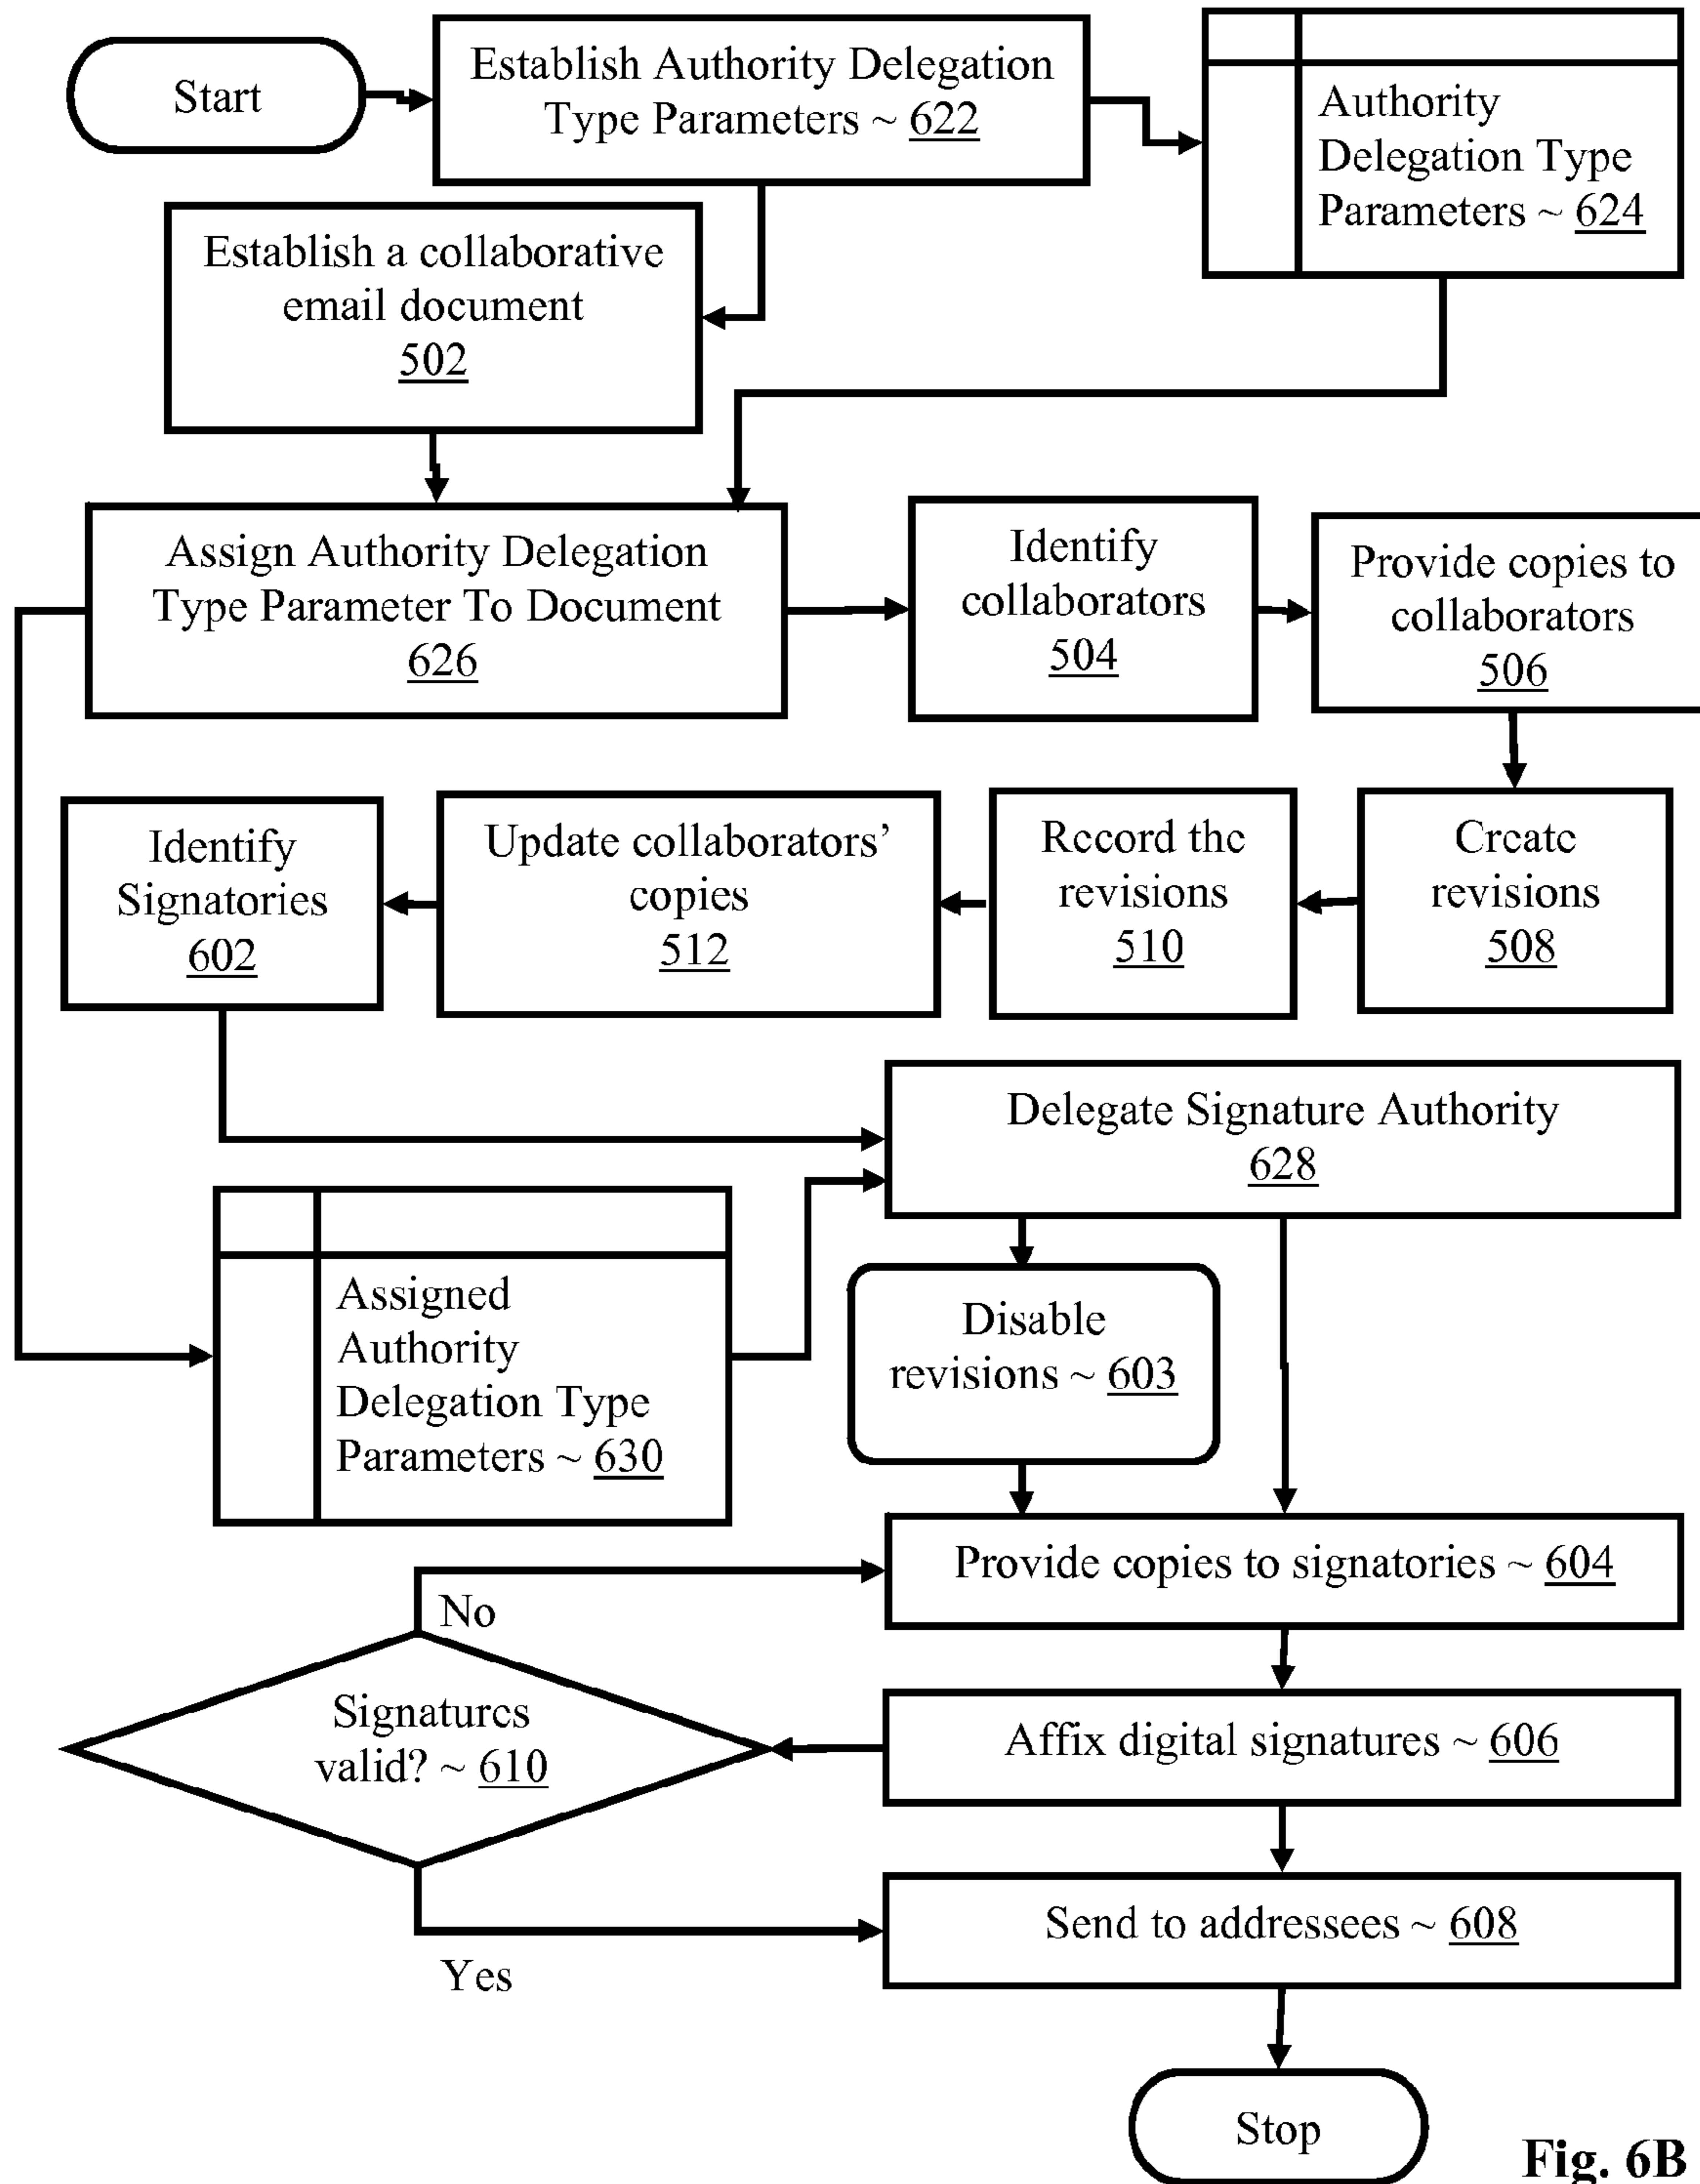 Start
Establish Authority Delegation
Type Parameters ~ 622
Authority
Delegation Type
Parameters ~ 624
Establish a collaborative
email document
502
Assign Authority Delegation
Type Parameter To Document
626
Identify
collaborators
504
Provide copies to
collaborators
506
Create
revisions
508
Record the
revisions
510
Update collaborators’
copies
512
Identify
Signatories
602
Delegate Signature Authority
628
Assigned
Authority
Delegation Type
Parameters ~ 630
Disable
revisions ~ 603
Provide copies to signatories ~ 604
No
Signatures
valid? ~ 610
Affix digital signatures ~ 606
Yes
Send to addressees ~ 608
Stop
Fig. 6B